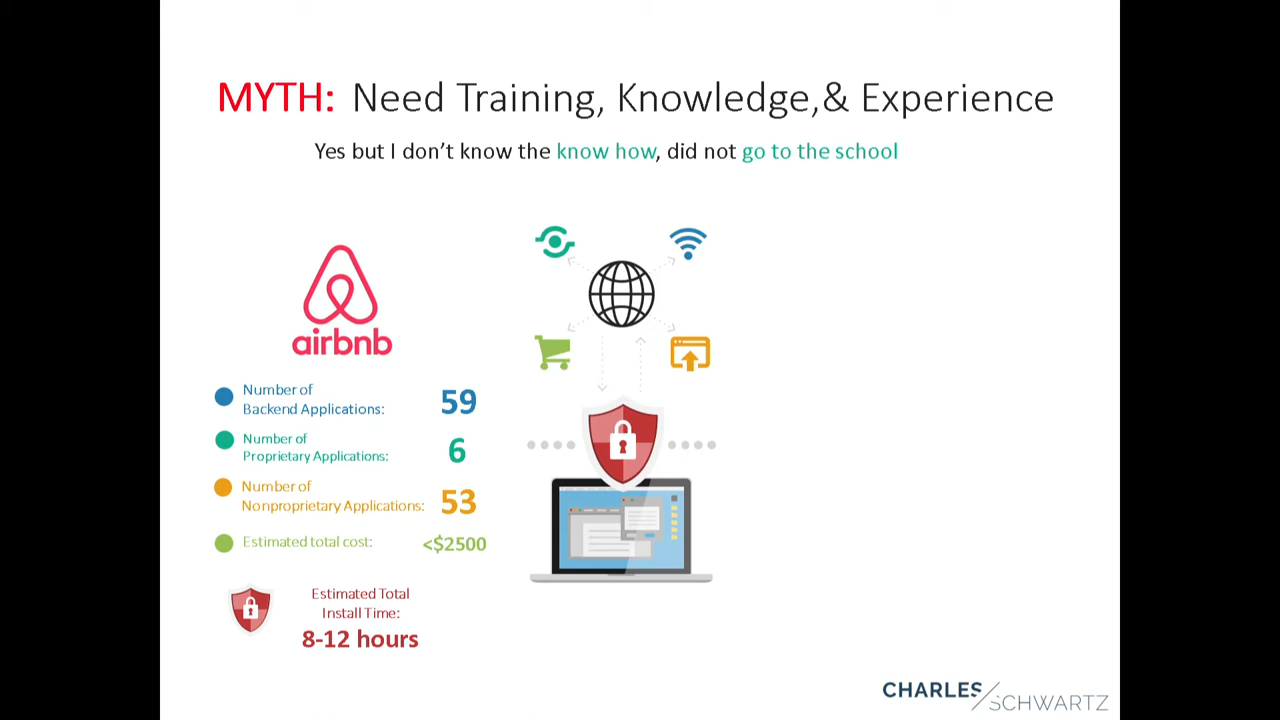 MYTH: Need Training, Knowledge,& Experience
Yes but I don't know the know how, did not go to the school
airbnb
Number of
Backend Applications:
59
Number of
Proprietary Applications:
6
Number of
Nonproprietary Applications:
53
Estimated total cost:
<$2500
Estimated Total
Install Time:
8-12 hours
CHARLES/SCHWARTZ